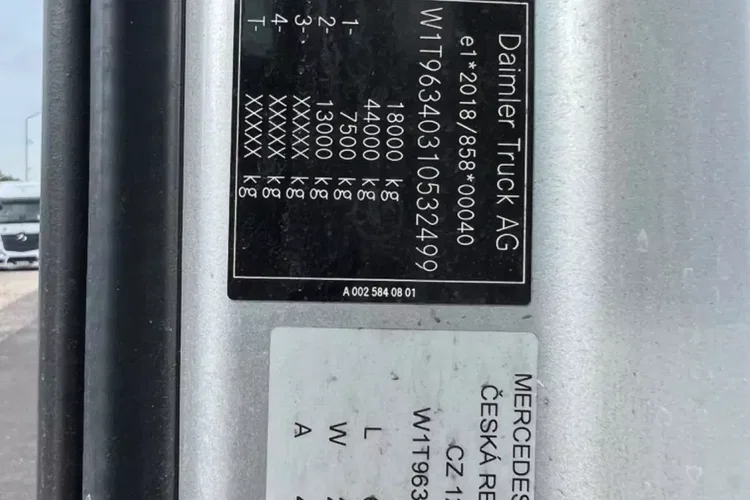 Daimler Truck AG
e1*2018/858*00040
W1T96340310532499
18000 kg
44000 kg
1- 7500 kg
2- 13000 kg
3- XXXXX kg
4- XXXXX kg
T- XXXXX kg
A 002 584 08 01
MERCEDES
ČESKÁ RE
CZ 1
W1T963
L
W
A